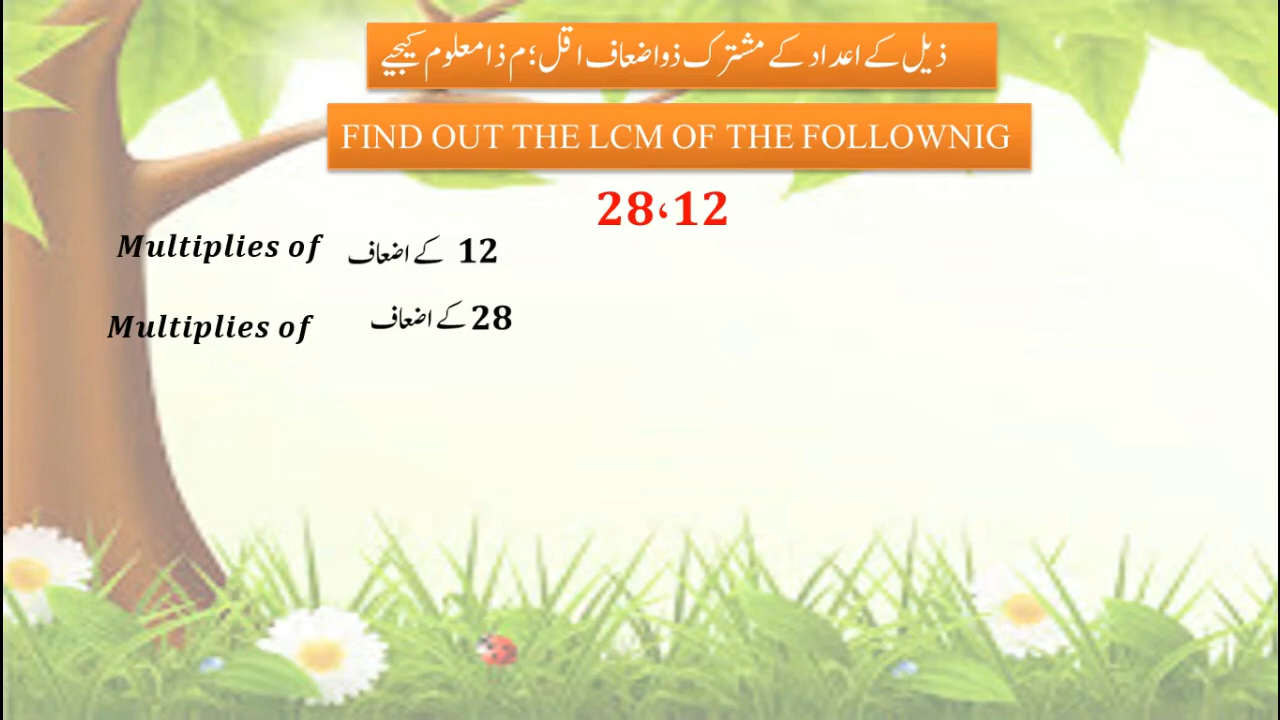 ذیل کے اعداد کے مشترک ذواضعاف اقل؛ م ذا معلوم کیجیے
FIND OUT THE LCM OF THE FOLLOWNIG
28،12
Multiplies of 12 کے اضعاف
Multiplies of 28 کے اضعاف